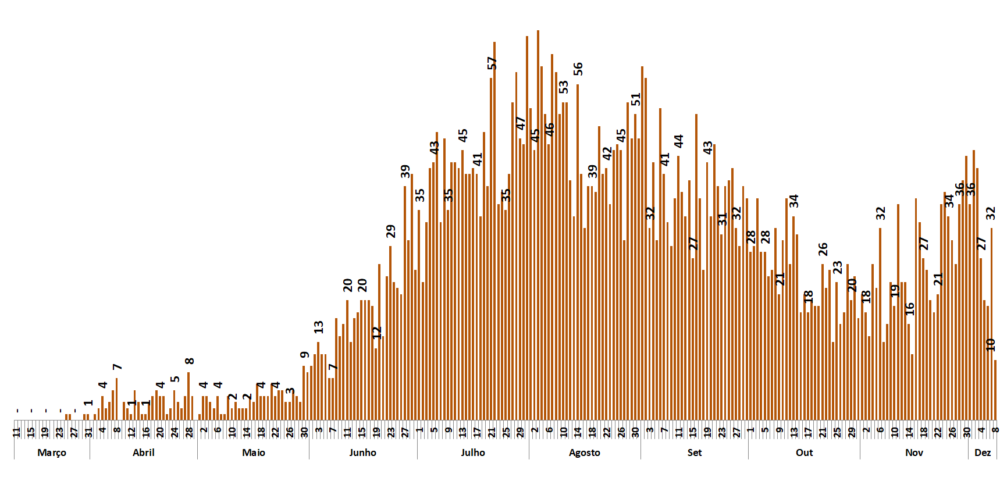 - - - - - 1 4 7 1 1 4 5 8 4 4 2 2 4 4 3 9 13 7 20 20 12 29 39 35 43 35 45 41 57 35 47 45 46 53 56 39 42 45 51 32 41 44 27 43 31 32 28 28 21 34 18 26 23 20 18 32 19 16 27 21 34 36 36 27 32 10
11 15 19 23 27 31 4 8 12 16 20 24 28 2 6 10 14 18 22 26 30 3 7 11 15 19 23 27 1 5 9 13 17 21 25 29 2 6 10 14 18 22 26 30 3 7 11 15 19 23 27 1 5 9 13 17 21 25 29 2 6 10 14 18 22 26 30 4 8
Março Abril Maio Junho Julho Agosto Set Out Nov Dez